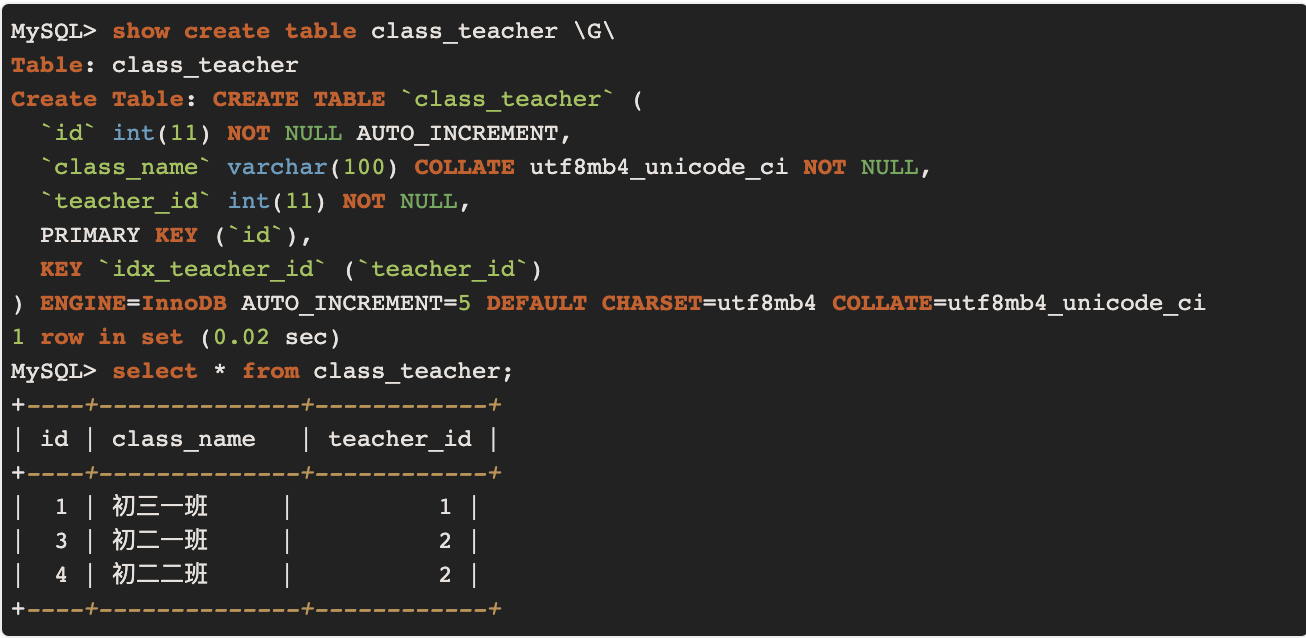 MySQL> show create table class_teacher \G\
Table: class_teacher
Create Table: CREATE TABLE `class_teacher` (
  `id` int(11) NOT NULL AUTO_INCREMENT,
  `class_name` varchar(100) COLLATE utf8mb4_unicode_ci NOT NULL,
  `teacher_id` int(11) NOT NULL,
  PRIMARY KEY (`id`),
  KEY `idx_teacher_id` (`teacher_id`)
) ENGINE=InnoDB AUTO_INCREMENT=5 DEFAULT CHARSET=utf8mb4 COLLATE=utf8mb4_unicode_ci
1 row in set (0.02 sec)
MySQL> select * from class_teacher;
+----+--------------+------------+
| id | class_name   | teacher_id |
+----+--------------+------------+
|  1 | 初三一班     |          1 |
|  3 | 初二一班     |          2 |
|  4 | 初二二班     |          2 |
+----+--------------+------------+